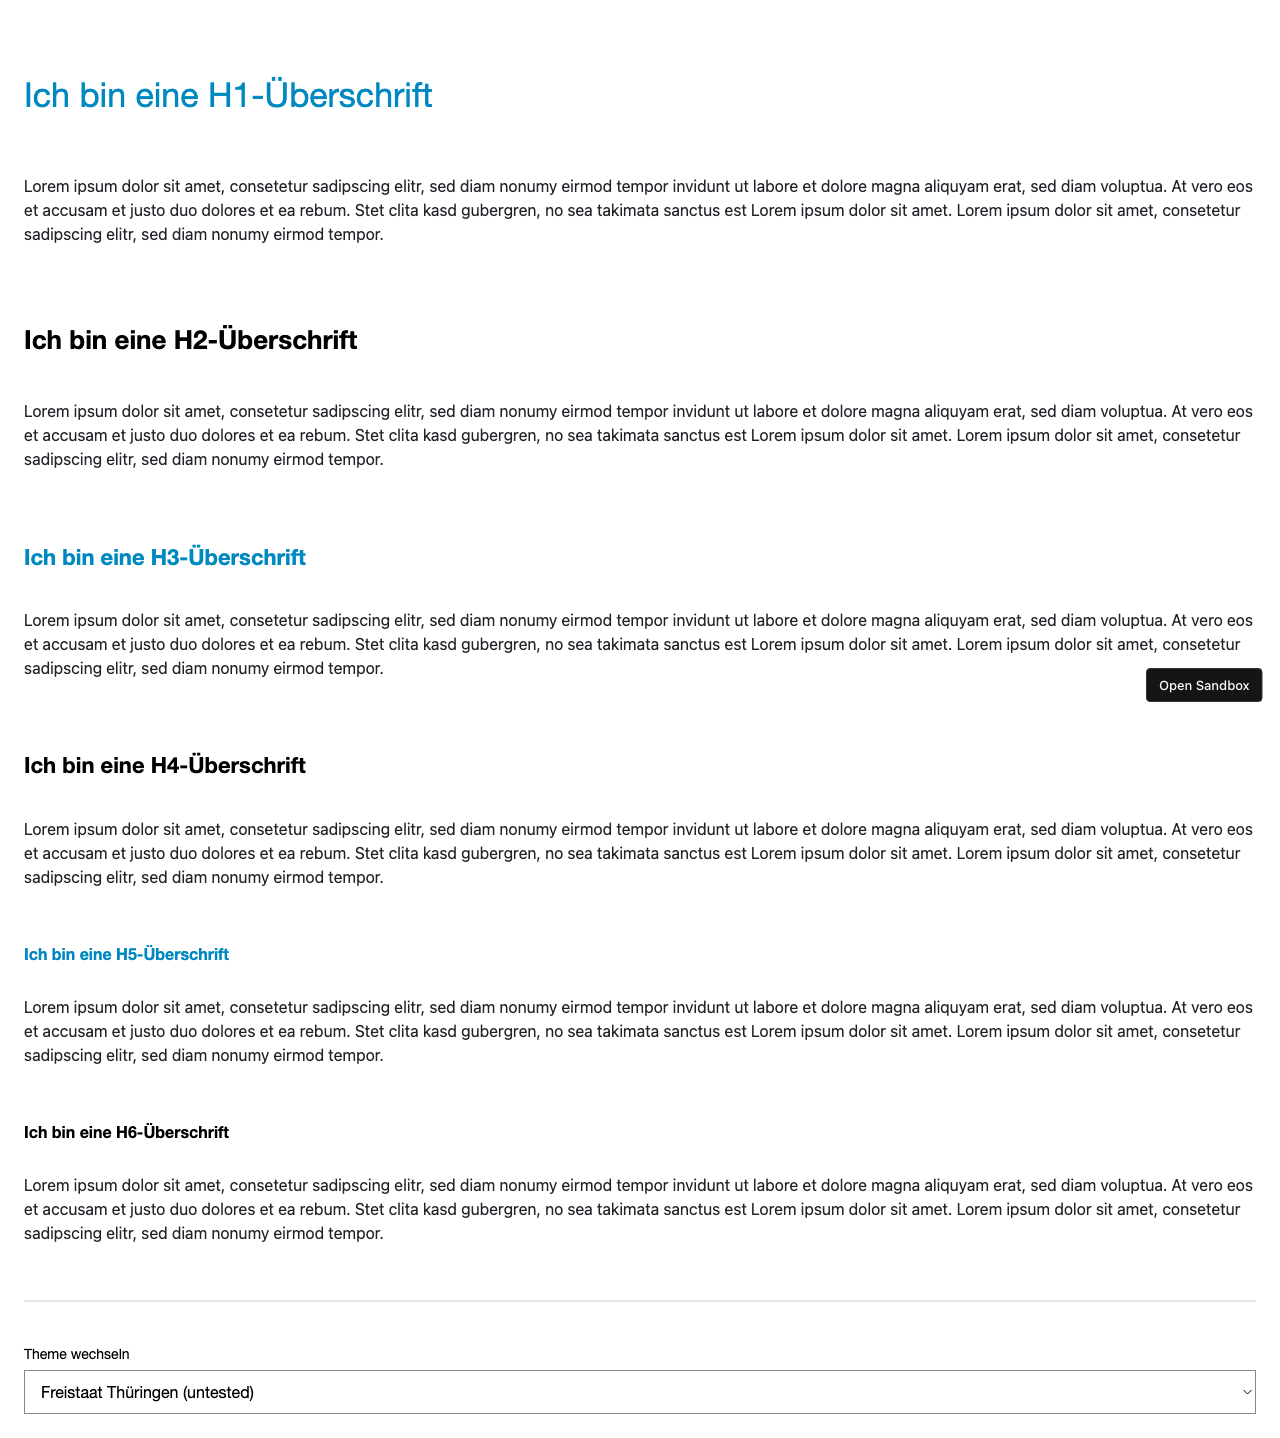 Ich bin eine H1-Überschrift
Lorem ipsum dolor sit amet, consetetur sadipscing elitr, sed diam nonumy eirmod tempor invidunt ut labore et dolore magna aliquyam erat, sed diam voluptua. At vero eos
et accusam et justo duo dolores et ea rebum. Stet clita kasd gubergren, no sea takimata sanctus est Lorem ipsum dolor sit amet. Lorem ipsum dolor sit amet, consetetur
sadipscing elitr, sed diam nonumy eirmod tempor.
Ich bin eine H2-Überschrift
Lorem ipsum dolor sit amet, consetetur sadipscing elitr, sed diam nonumy eirmod tempor invidunt ut labore et dolore magna aliquyam erat, sed diam voluptua. At vero eos
et accusam et justo duo dolores et ea rebum. Stet clita kasd gubergren, no sea takimata sanctus est Lorem ipsum dolor sit amet. Lorem ipsum dolor sit amet, consetetur
sadipscing elitr, sed diam nonumy eirmod tempor.
Ich bin eine H3-Überschrift
Lorem ipsum dolor sit amet, consetetur sadipscing elitr, sed diam nonumy eirmod tempor invidunt ut labore et dolore magna aliquyam erat, sed diam voluptua. At vero eos
et accusam et justo duo dolores et ea rebum. Stet clita kasd gubergren, no sea takimata sanctus est Lorem ipsum dolor sit amet. Lorem ipsum dolor sit amet, consetetur
sadipscing elitr, sed diam nonumy eirmod tempor.
Open Sandbox
Ich bin eine H4-Überschrift
Lorem ipsum dolor sit amet, consetetur sadipscing elitr, sed diam nonumy eirmod tempor invidunt ut labore et dolore magna aliquyam erat, sed diam voluptua. At vero eos
et accusam et justo duo dolores et ea rebum. Stet clita kasd gubergren, no sea takimata sanctus est Lorem ipsum dolor sit amet. Lorem ipsum dolor sit amet, consetetur
sadipscing elitr, sed diam nonumy eirmod tempor.
Ich bin eine H5-Überschrift
Lorem ipsum dolor sit amet, consetetur sadipscing elitr, sed diam nonumy eirmod tempor invidunt ut labore et dolore magna aliquyam erat, sed diam voluptua. At vero eos
et accusam et justo duo dolores et ea rebum. Stet clita kasd gubergren, no sea takimata sanctus est Lorem ipsum dolor sit amet. Lorem ipsum dolor sit amet, consetetur
sadipscing elitr, sed diam nonumy eirmod tempor.
Ich bin eine H6-Überschrift
Lorem ipsum dolor sit amet, consetetur sadipscing elitr, sed diam nonumy eirmod tempor invidunt ut labore et dolore magna aliquyam erat, sed diam voluptua. At vero eos
et accusam et justo duo dolores et ea rebum. Stet clita kasd gubergren, no sea takimata sanctus est Lorem ipsum dolor sit amet. Lorem ipsum dolor sit amet, consetetur
sadipscing elitr, sed diam nonumy eirmod tempor.
Theme wechseln
Freistaat Thüringen (untested)